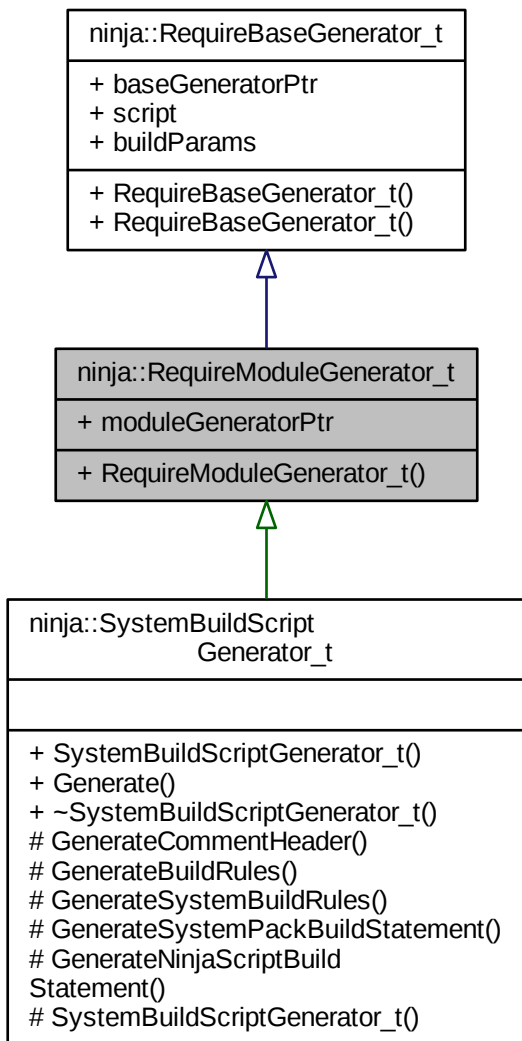 ninja::RequireBaseGenerator_t
+ baseGeneratorPtr
+ script
+ buildParams
+ RequireBaseGenerator_t()
+ RequireBaseGenerator_t()
ninja::RequireModuleGenerator_t
+ moduleGeneratorPtr
+ RequireModuleGenerator_t()
ninja::SystemBuildScript
Generator_t
+ SystemBuildScriptGenerator_t()
+ Generate()
+ ~SystemBuildScriptGenerator_t()
# GenerateCommentHeader()
# GenerateBuildRules()
# GenerateSystemBuildRules()
# GenerateSystemPackBuildStatement()
# GenerateNinjaScriptBuild
Statement()
# SystemBuildScriptGenerator_t()